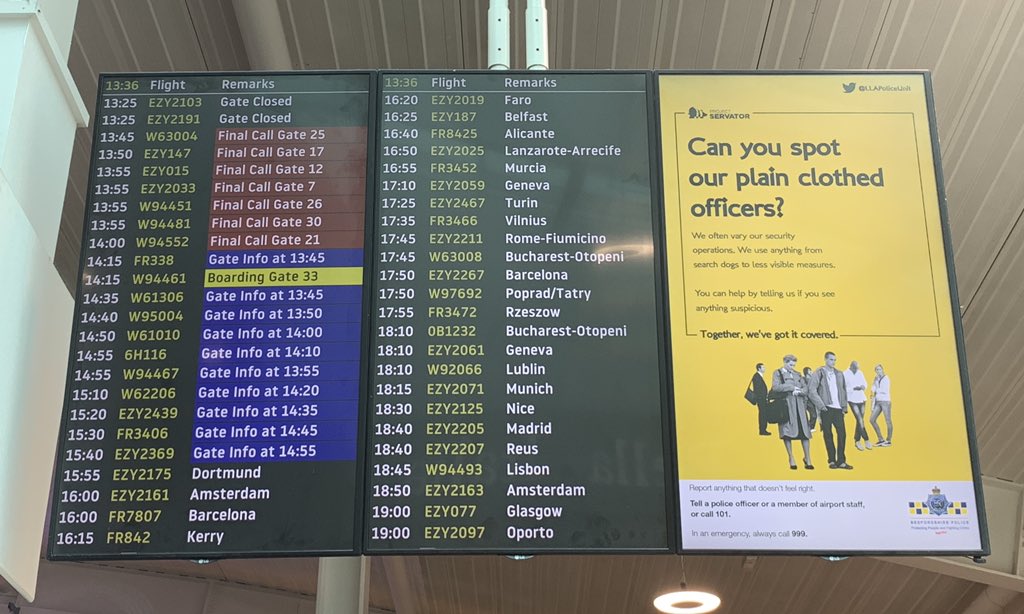 13:36 Flight Remarks
13:25 EZY2103 Gate Closed
13:25 EZY2191 Gate Closed
13:45 W63004 Final Call Gate 25
13:50 EZY147 Final Call Gate 17
13:55 EZY015 Final Call Gate 12
13:55 EZY2033 Final Call Gate 7
13:55 W94451 Final Call Gate 26
13:55 W94481 Final Call Gate 30
14:00 W94552 Final Call Gate 21
14:15 FR338 Gate Info at 13:45
14:15 W94461 Boarding Gate 33
14:35 W61306 Gate Info at 13:45
14:40 W95004 Gate Info at 13:50
14:50 W61010 Gate Info at 14:00
14:55 6H116 Gate Info at 14:10
14:55 W94467 Gate Info at 13:55
15:10 W62206 Gate Info at 14:20
15:20 EZY2439 Gate Info at 14:35
15:30 FR3406 Gate Info at 14:45
15:40 EZY2369 Gate Info at 14:55
15:55 EZY2175 Dortmund
16:00 EZY2161 Amsterdam
16:00 FR7807 Barcelona
16:15 FR842 Kerry
13:36 Flight Remarks
16:20 EZY2019 Faro
16:25 EZY187 Belfast
16:40 FR8425 Alicante
16:50 EZY2025 Lanzarote-Arrecife
16:55 FR3452 Murcia
17:10 EZY2059 Geneva
17:25 EZY2467 Turin
17:35 FR3466 Vilnius
17:45 EZY2211 Rome-Fiumicino
17:45 W63008 Bucharest-Otopeni
17:50 EZY2267 Barcelona
17:50 W97692 Poprad/Tatry
17:55 FR3472 Rzeszow
18:10 0B1232 Bucharest-Otopeni
18:10 EZY2061 Geneva
18:10 W92066 Lublin
18:15 EZY2071 Munich
18:30 EZY2125 Nice
18:40 EZY2205 Madrid
18:40 EZY2207 Reus
18:45 W94493 Lisbon
18:50 EZY2163 Amsterdam
19:00 EZY077 Glasgow
19:00 EZY2097 Oporto
@LLAPoliceUnit
PROJECT
SERVATOR
Can you spot
our plain clothed
officers?
We often vary our security
operations. We use anything from
search dogs to less visible measures.
You can help by telling us if you see
anything suspicious.
Together, we've got it covered.
Report anything that doesn't feel right.
Tell a police officer or a member of airport staff,
or call 101.
In an emergency, always call 999.
BEDFORDSHIRE POLICE
Protecting People and Fighting Crime